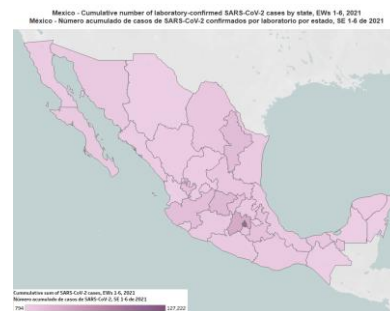 Mexico - Cumulative number of laboratory-confirmed SARS-CoV-2 cases by state, EWs 1-6, 2021
México - Número acumulado de casos de SARS-CoV-2 confirmados por laboratorio por estado, SE 1-6 de 2021
Cummulative sum of SARS-CoV-2 cases, EWs 1-6, 2021
Número acumulado de casos de SARS-CoV-2, SE 1-6 de 2021
794 127,202